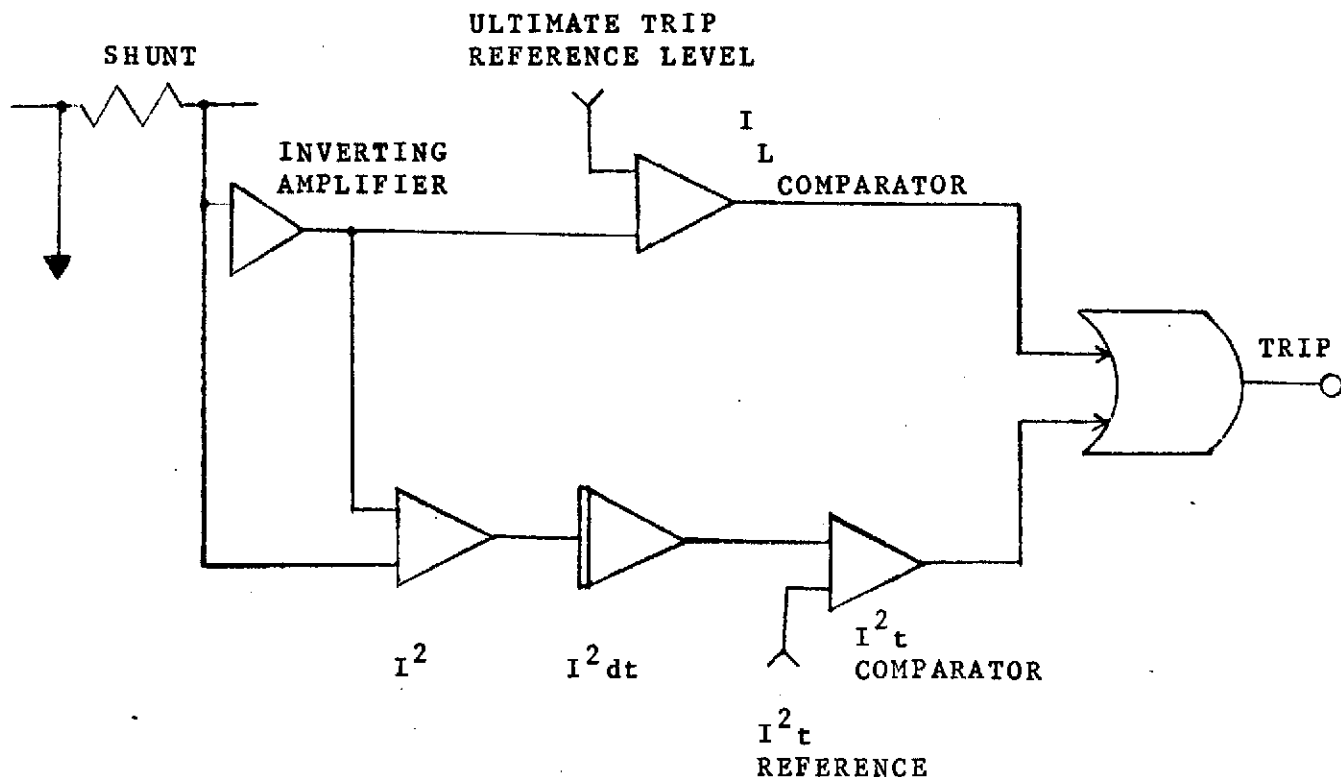 ULTIMATE TRIP
REFERENCE LEVEL
SHUNT
INVERTING
AMPLIFIER
I
L
COMPARATOR
TRIP
I²
I²dt
I²t
COMPARATOR
I²t
REFERENCE